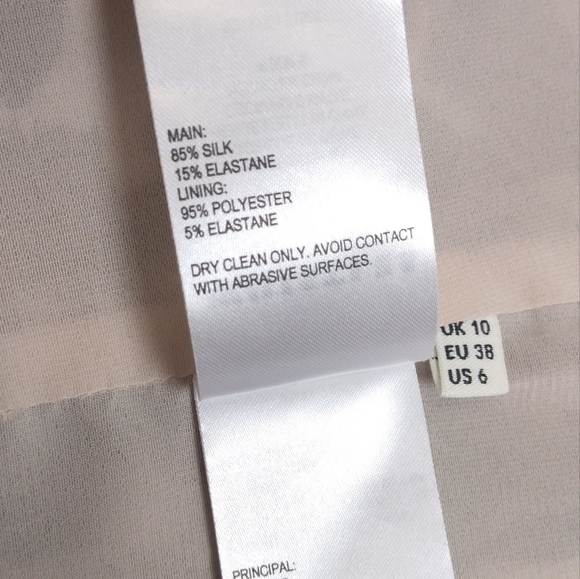 MAIN:
85% SILK
15% ELASTANE
LINING:
95% POLYESTER
5% ELASTANE
DRY CLEAN ONLY. AVOID CONTACT
WITH ABRASIVE SURFACES.
UK 10
EU 38
US 6
PRINCIPAL: